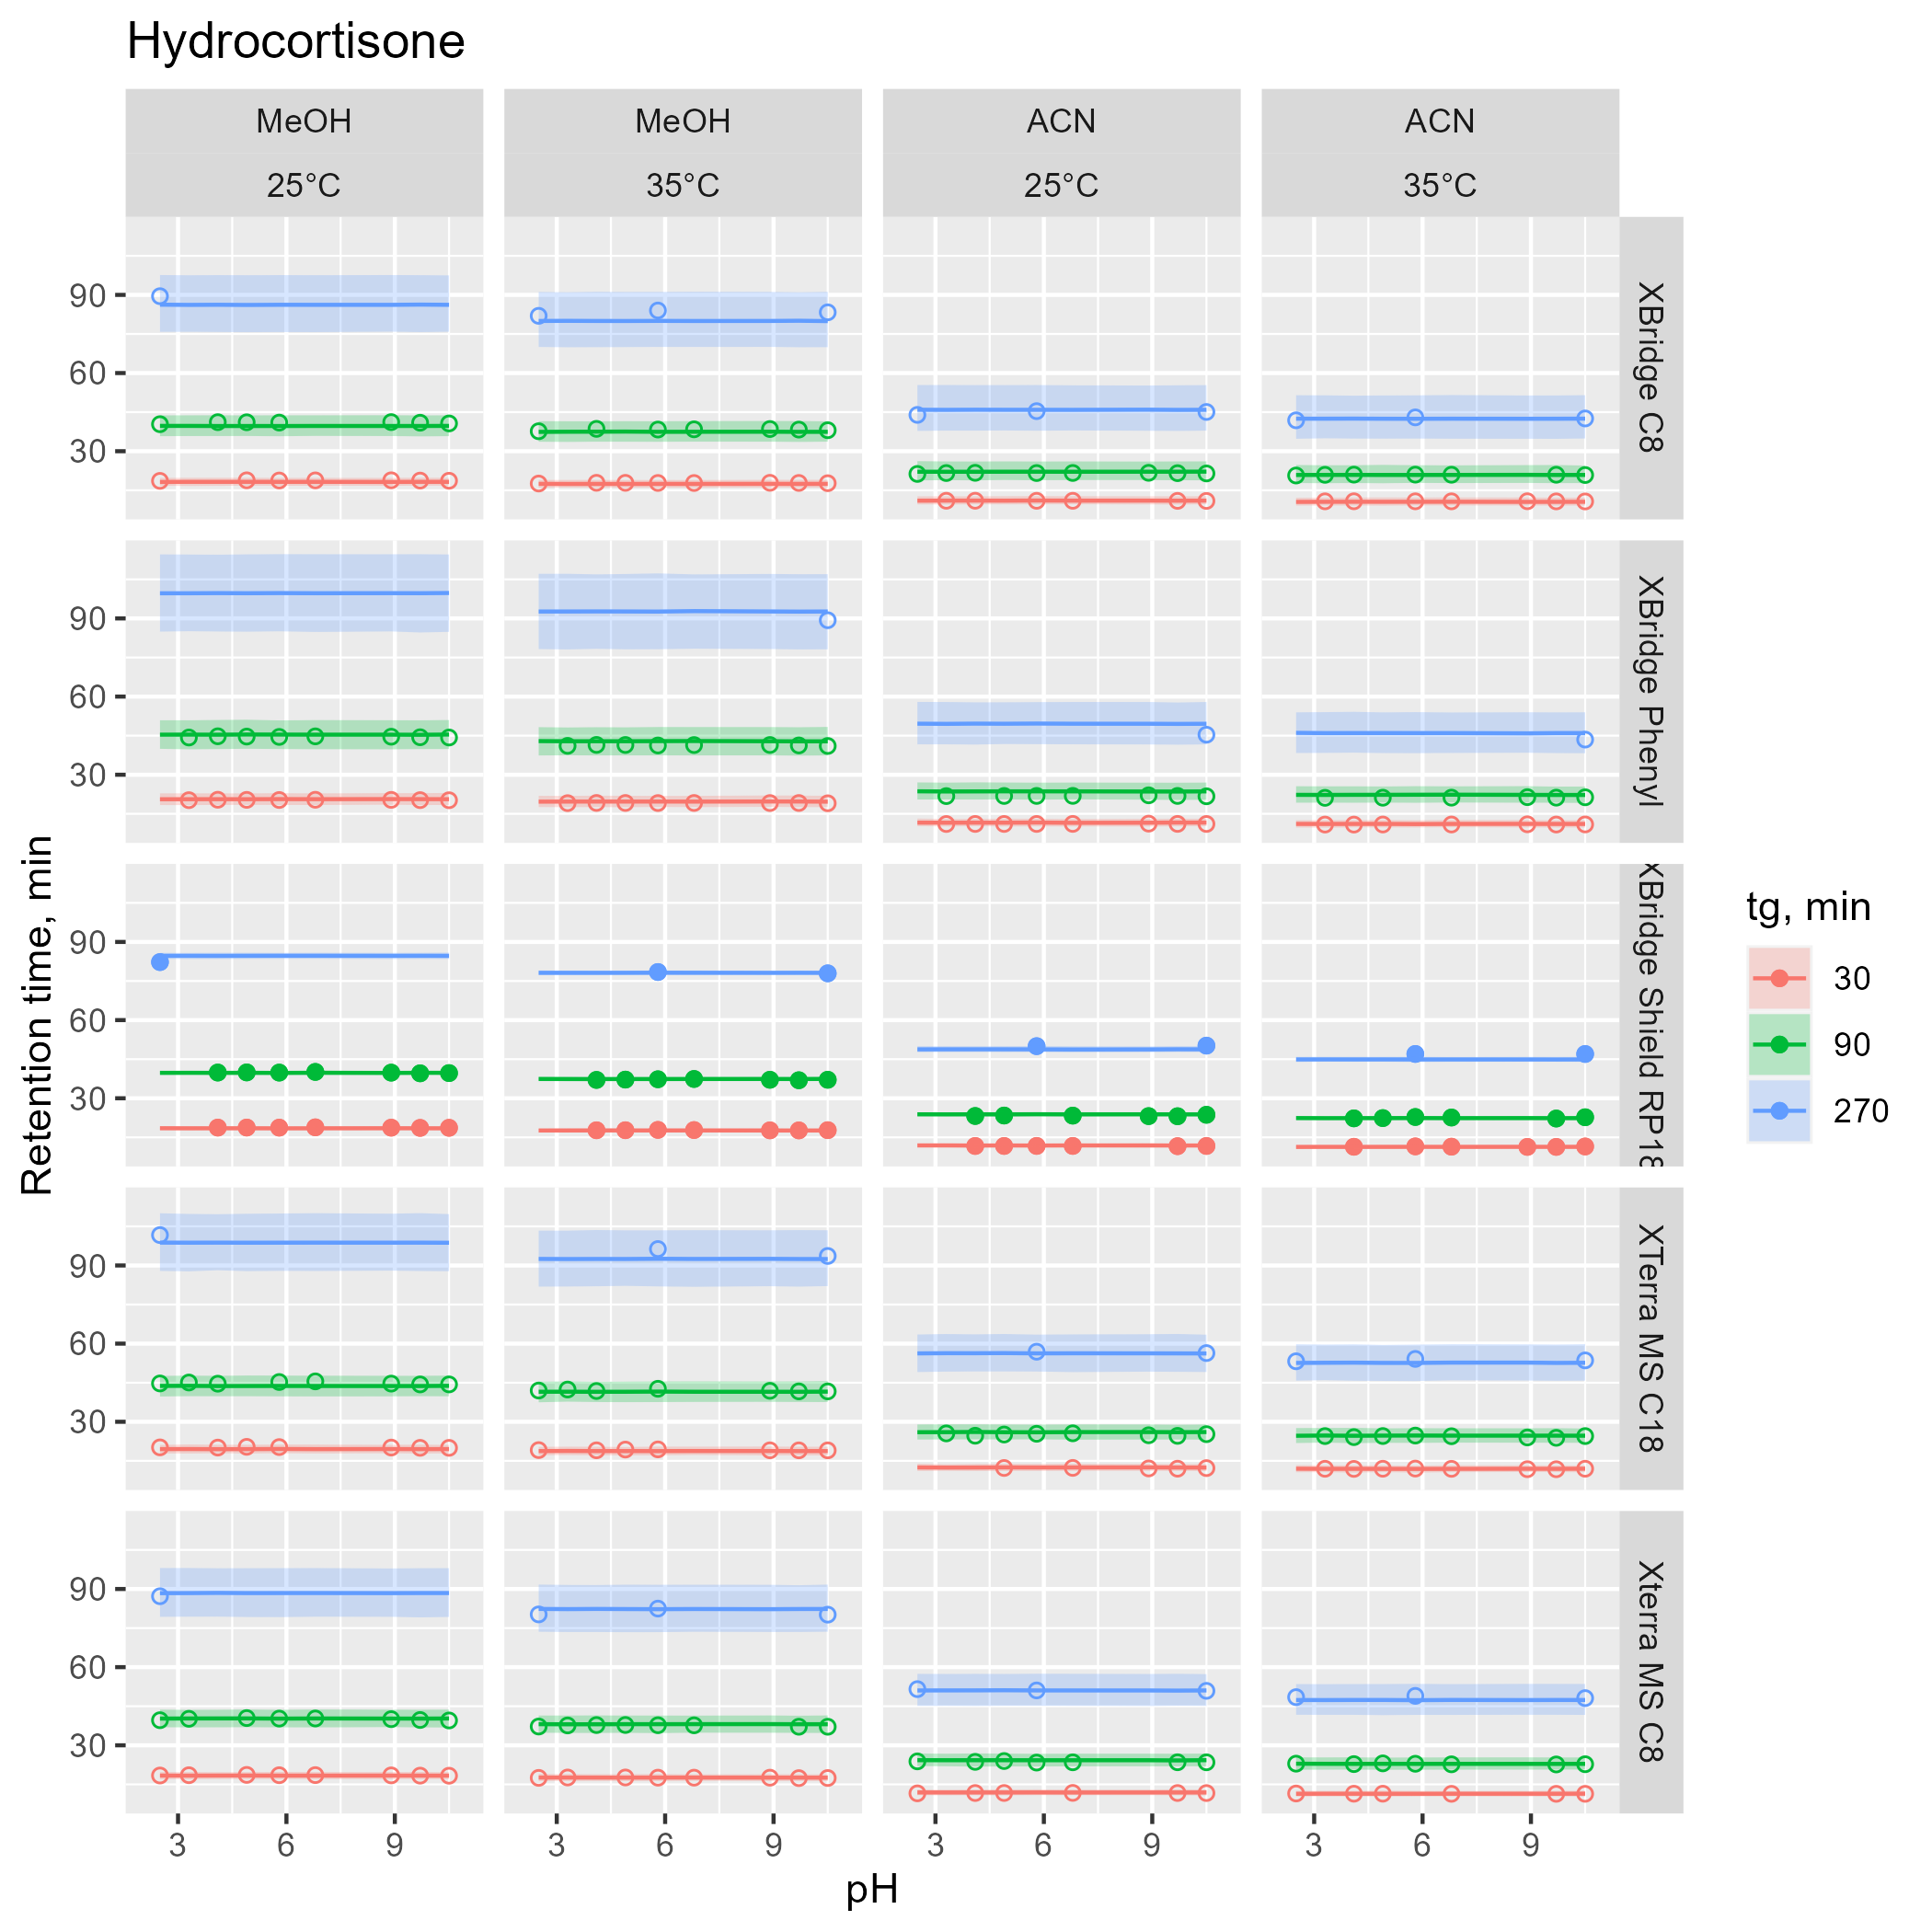 Hydrocortisone
MeOH MeOH ACN ACN
25°C 35°C 25°C 35°C
90
60
30
XBridge C8
90
60
30
XBridge Phenyl
90
60
30
XBridge Shield RP18
90
60
30
XTerra MS C18
90
60
30
Xterra MS C8
3 6 9 3 6 9 3 6 9 3 6 9
pH
Retention time, min
tg, min
30
90
270